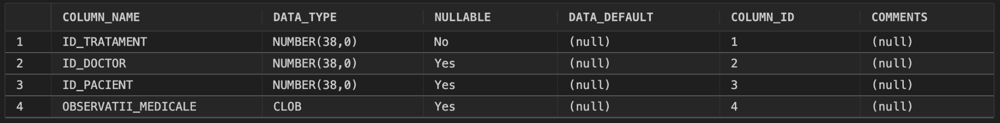 COLUMN_NAME DATA_TYPE NULLABLE DATA_DEFAULT COLUMN_ID COMMENTS
1 ID_TRATAMENT NUMBER(38,0) No (null) 1 (null)
2 ID_DOCTOR NUMBER(38,0) Yes (null) 2 (null)
3 ID_PACIENT NUMBER(38,0) Yes (null) 3 (null)
4 OBSERVATII_MEDICALE CLOB Yes (null) 4 (null)